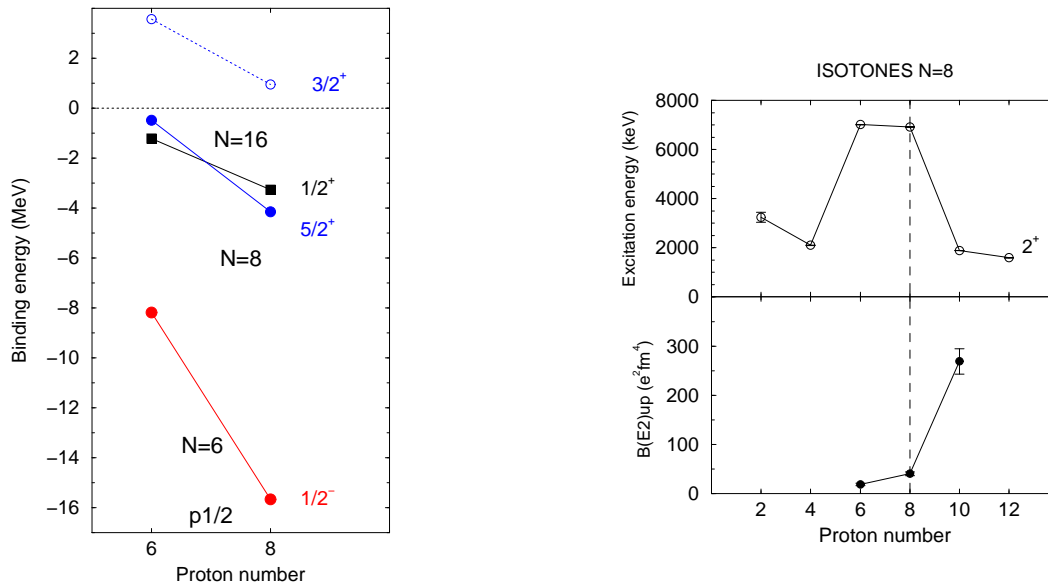 2
0
−2
−4
−6
−8
−10
−12
−14
−16
Binding energy (MeV)
3/2+
N=16
1/2+
5/2+
N=8
N=6
1/2−
p1/2
6 8
Proton number
ISOTONES N=8
8000
6000
4000
2000
0
Excitation energy (keV)
2+
300
200
100
0
B(E2)up (e2fm4)
2 4 6 8 10 12
Proton number